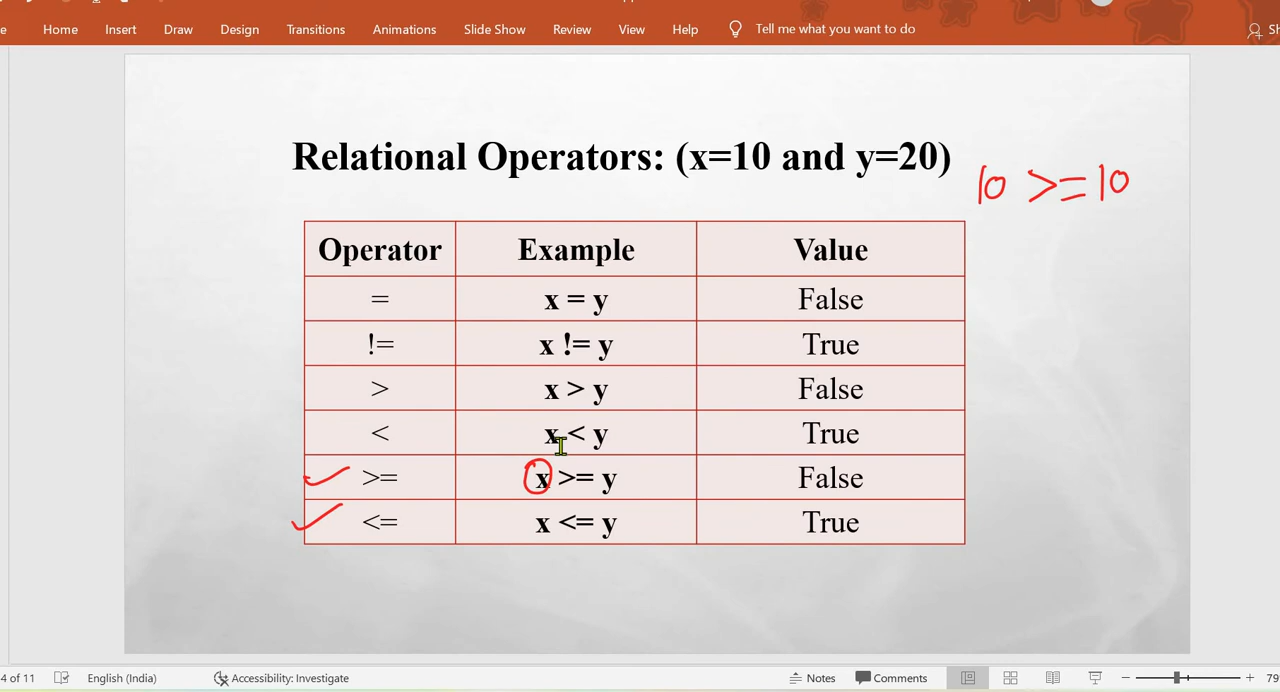 Home Insert Draw Design Transitions Animations Slide Show Review View Help Tell me what you want to do
Relational Operators: (x=10 and y=20)
10 >=10
Operator Example Value
= x = y False
!= x != y True
> x > y False
< x < y True
>= x >= y False
<= x <= y True
4 of 11 English (India) Accessibility: Investigate Notes Comments 79